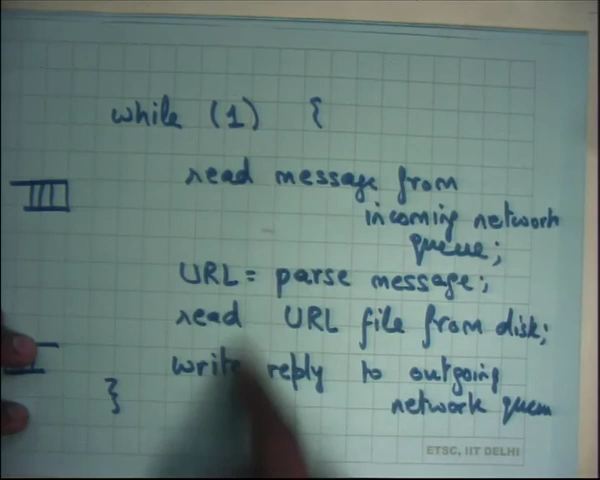 while (1) {
read message from
incoming network
queue;
URL = parse message;
read URL file from disk;
write reply to outgoing
network queue
}
ETSC, IIT DELHI